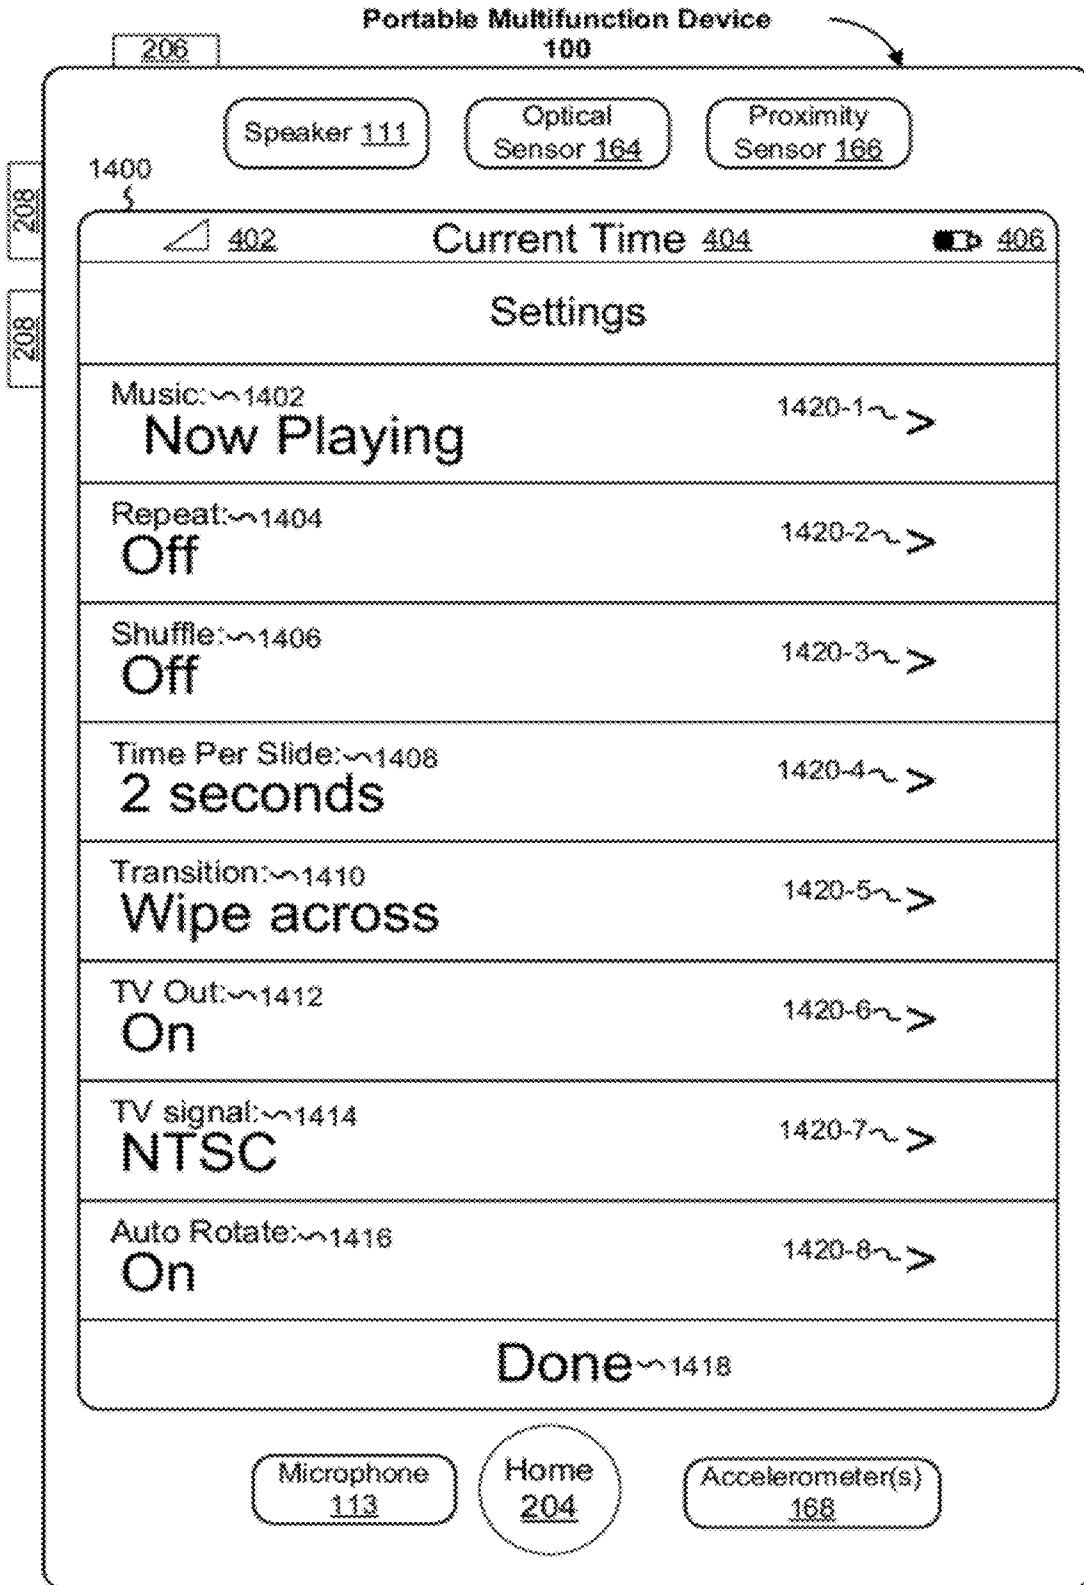 Portable Multifunction Device
100
206
Speaker 111
Optical
Sensor 164
Proximity
Sensor 166
1400
208
208
402
Current Time 404
406
Settings
Music: 1402
Now Playing
1420-1 >
Repeat: 1404
Off
1420-2 >
Shuffle: 1406
Off
1420-3 >
Time Per Slide: 1408
2 seconds
1420-4 >
Transition: 1410
Wipe across
1420-5 >
TV Out: 1412
On
1420-6 >
TV signal: 1414
NTSC
1420-7 >
Auto Rotate: 1416
On
1420-8 >
Done 1418
Microphone
113
Home
204
Accelerometer(s)
168